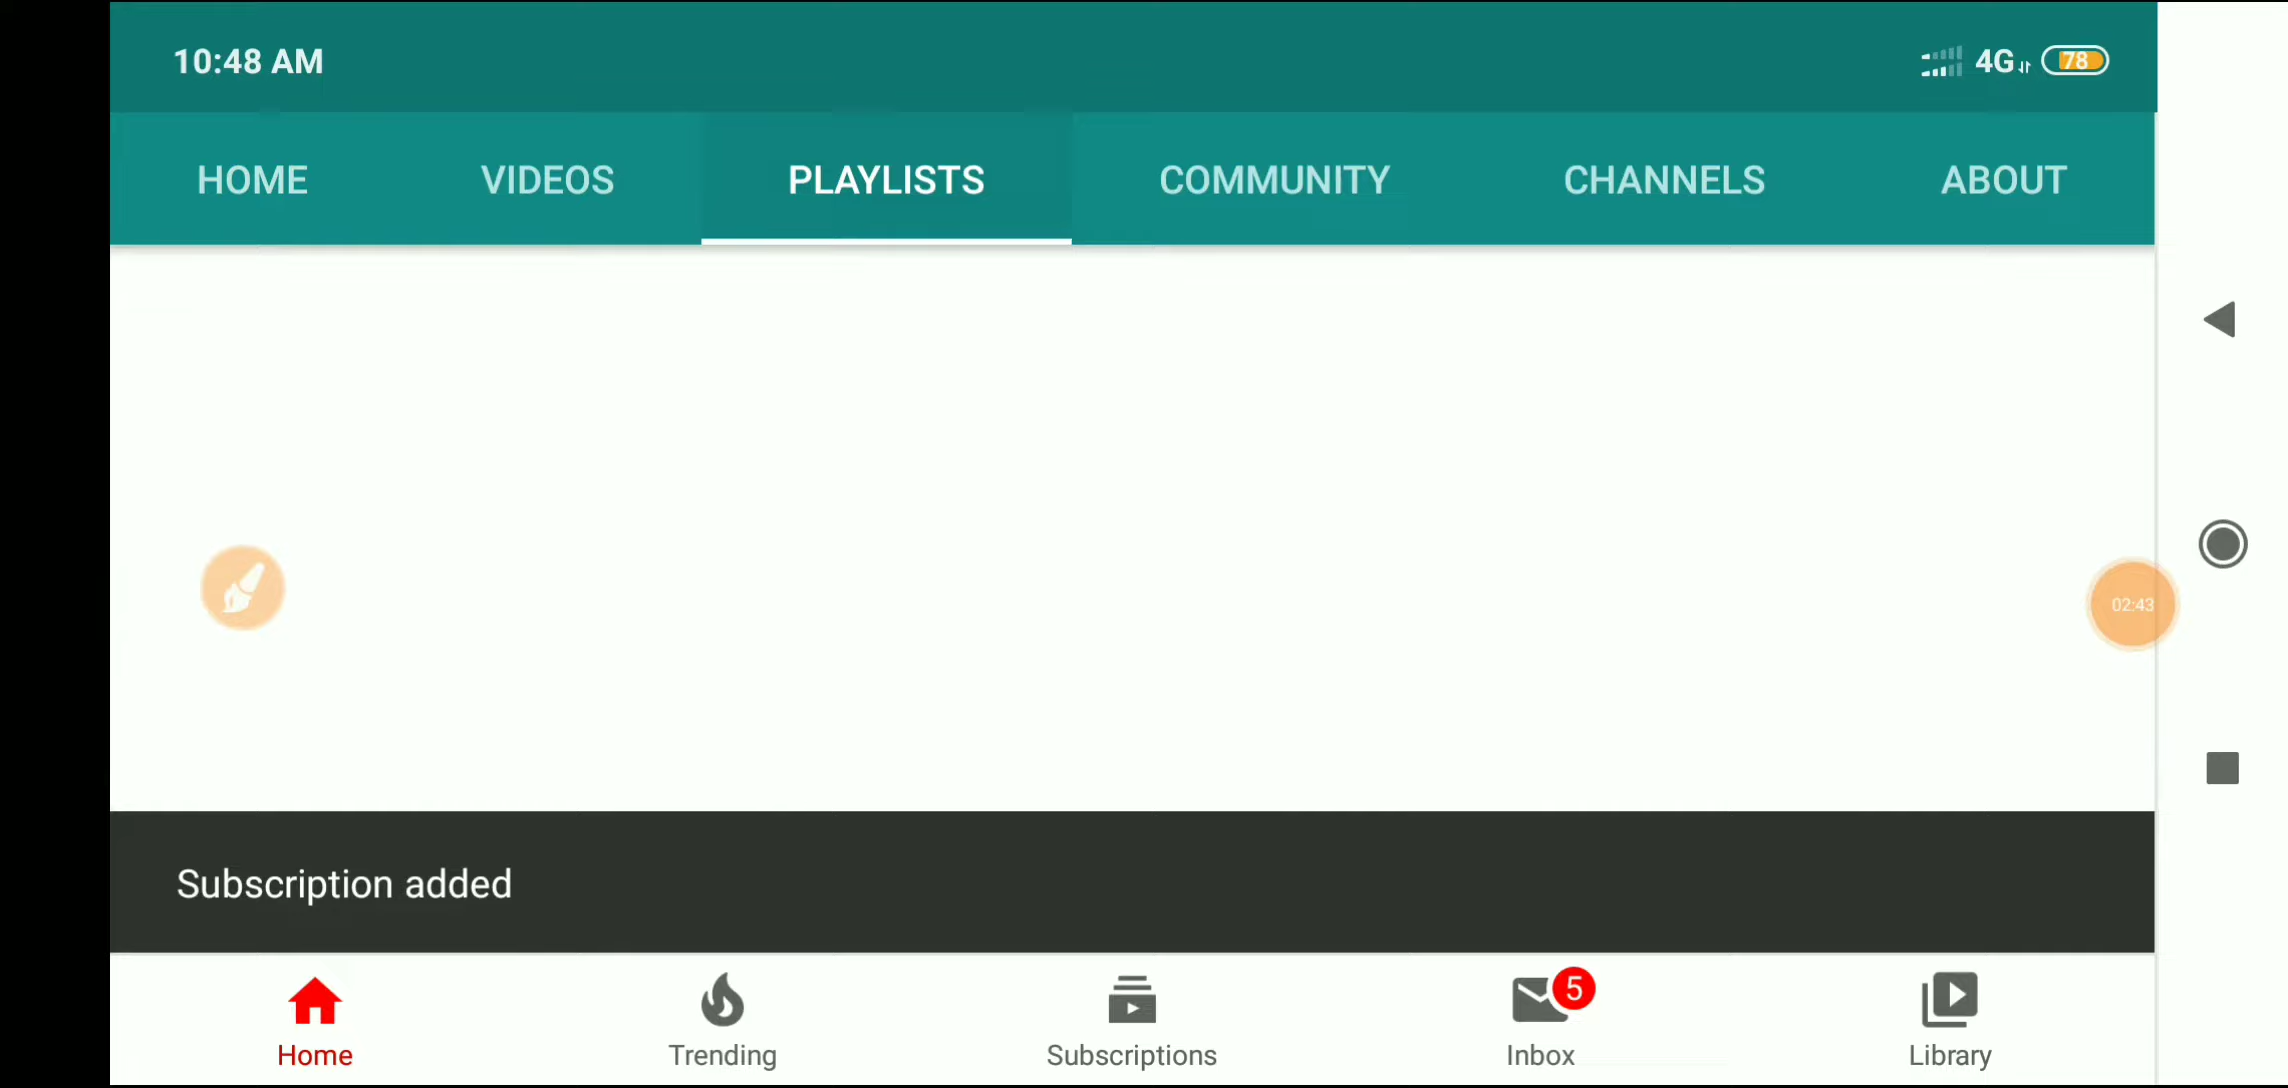 10:48 AM 4G 78
HOME VIDEOS PLAYLISTS COMMUNITY CHANNELS ABOUT
02:43
Subscription added
5
Home Trending Subscriptions Inbox Library